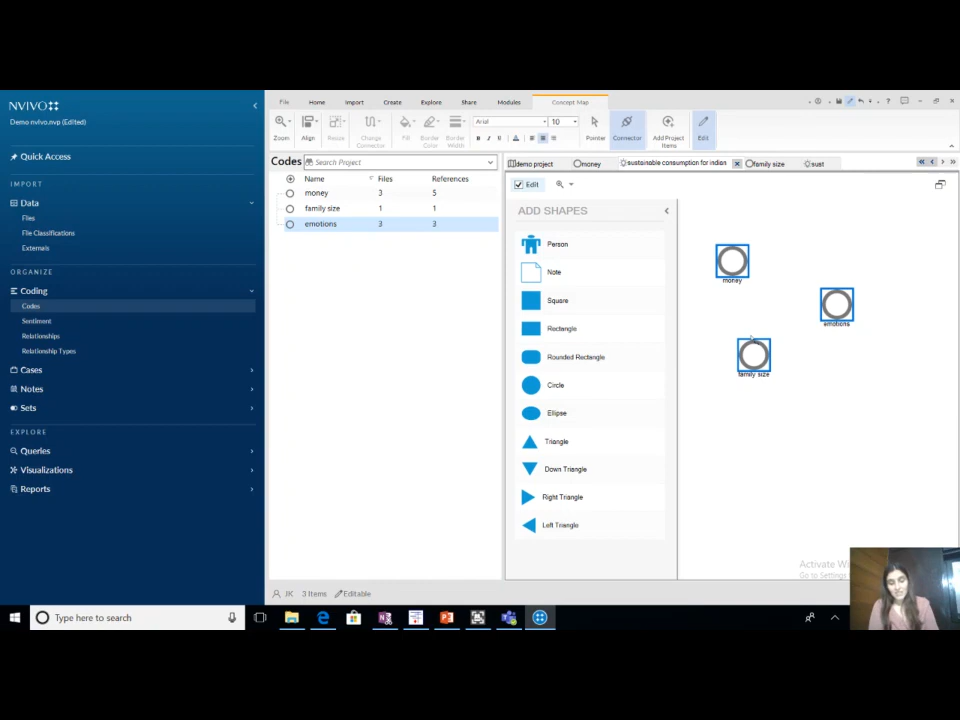 NVIVO
Demo nvivo.nvp (Edited)
Quick Access
IMPORT
Data
Files
File Classifications
Externals
ORGANIZE
Coding
Codes
Sentiment
Relationships
Relationship Types
Cases
Notes
Sets
EXPLORE
Queries
Visualizations
Reports
File Home Import Create Explore Share Modules Concept Map
Arial 10
B I U A
Zoom Align Resize Change Connector Fill Border Color Border Width Pointer Connector Add Project Items Edit
Codes Search Project
demo project money sustainable consumption for indian family size sust
Name Files References
money 3 5
family size 1 1
emotions 3 3
Edit
ADD SHAPES
Person
Note
Square
Rectangle
Rounded Rectangle
Circle
Ellipse
Triangle
Down Triangle
Right Triangle
Left Triangle
money
emotions
family size
Activate
Go to Settings
JK 3 Items Editable
Type here to search